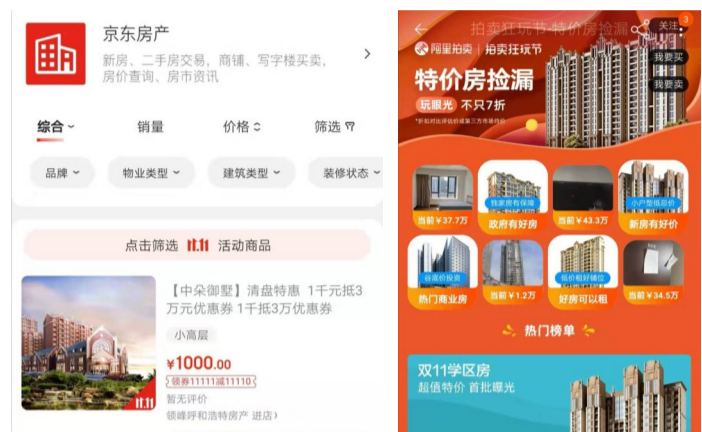 京东房产
新房、二手房交易，商铺、写字楼买卖，
房价查询、房市资讯
综合
销量
价格
筛选
品牌
物业类型
建筑类型
装修状态
点击筛选 11.11 活动商品
【中朵御墅】清盘特惠 1千元抵3
万元优惠券 1千抵3万优惠券
小高层
¥1000.00
领券11111减11110
暂无评价
领峰呼和浩特房产 进店
11.11
拍卖狂玩节-特价房捡漏
关注
3
阿里拍卖 拍卖狂玩节
我要买
特价房捡漏
我要卖
玩眼光 不只7折
当前¥37.7万
独家房有保障
政府有好房
当前¥43.3万
小户型低总价
新房有好价
谷底价投资
热门商业房
当前¥1.2万
低价租好铺位
好房可以租
当前¥34.5万
热门榜单
双11学区房
超值特价 首批曝光